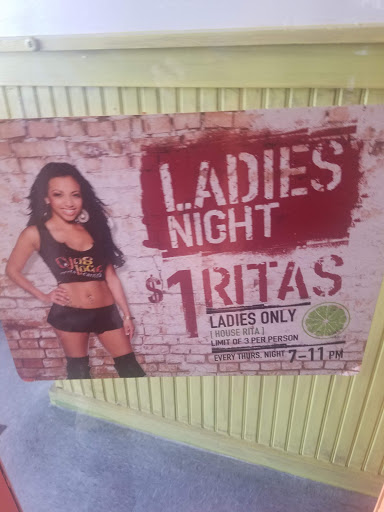 LADIES
NIGHT
$1 RITAS
LADIES ONLY
[ HOUSE RITA ]
LIMIT OF 3 PER PERSON
EVERY THURS. NIGHT 7-11 PM